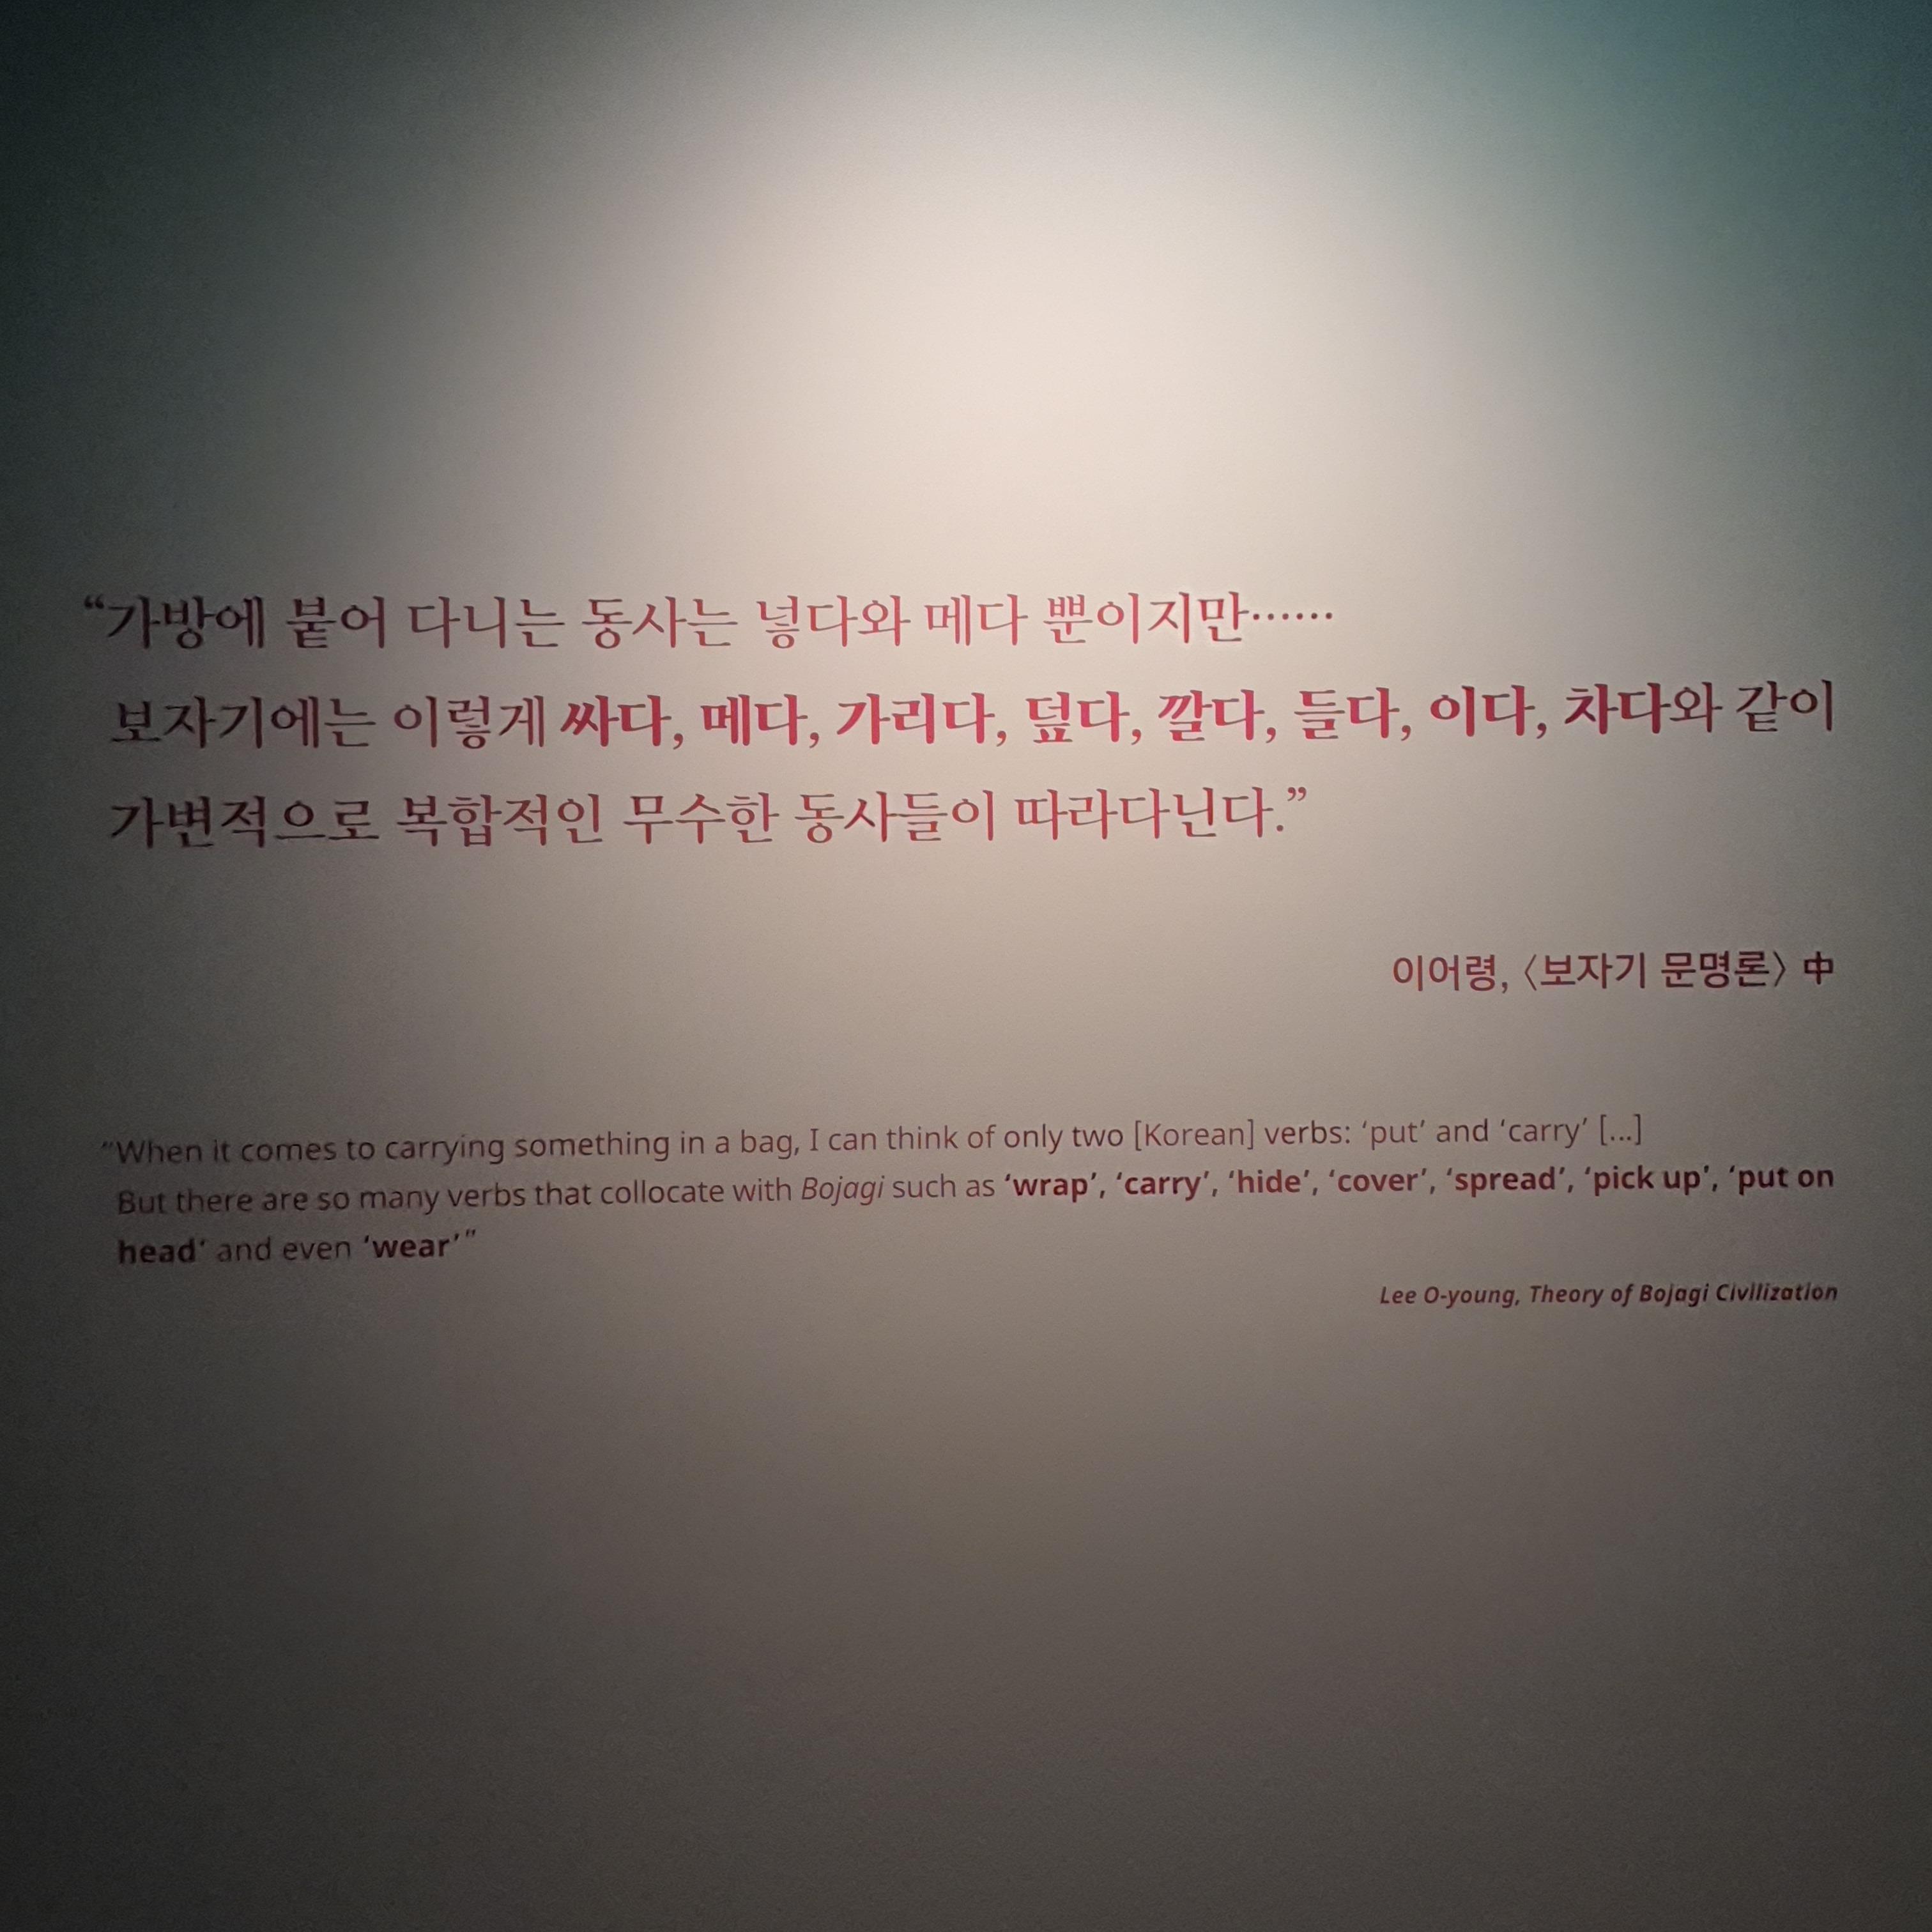 “가방에 붙어 다니는 동사는 넣다와 메다 뿐이지만⋯⋯
보자기에는 이렇게 싸다, 메다, 가리다, 덮다, 깔다, 들다, 이다, 차다와 같이
가변적으로 복합적인 무수한 동사들이 따라다닌다.”
이어령, 〈보자기 문명론〉 中
“When it comes to carrying something in a bag, I can think of only two [Korean] verbs: ‘put’ and ‘carry’ [...]
But there are so many verbs that collocate with Bojagi such as ‘wrap’, ‘carry’, ‘hide’, ‘cover’, ‘spread’, ‘pick up’, ‘put on
head’ and even ‘wear’”
Lee O-young, Theory of Bojagi Civilization